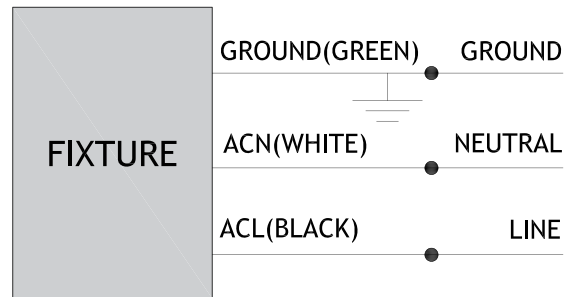 GROUND(GREEN) GROUND
FIXTURE
ACN(WHITE) NEUTRAL
ACL(BLACK) LINE